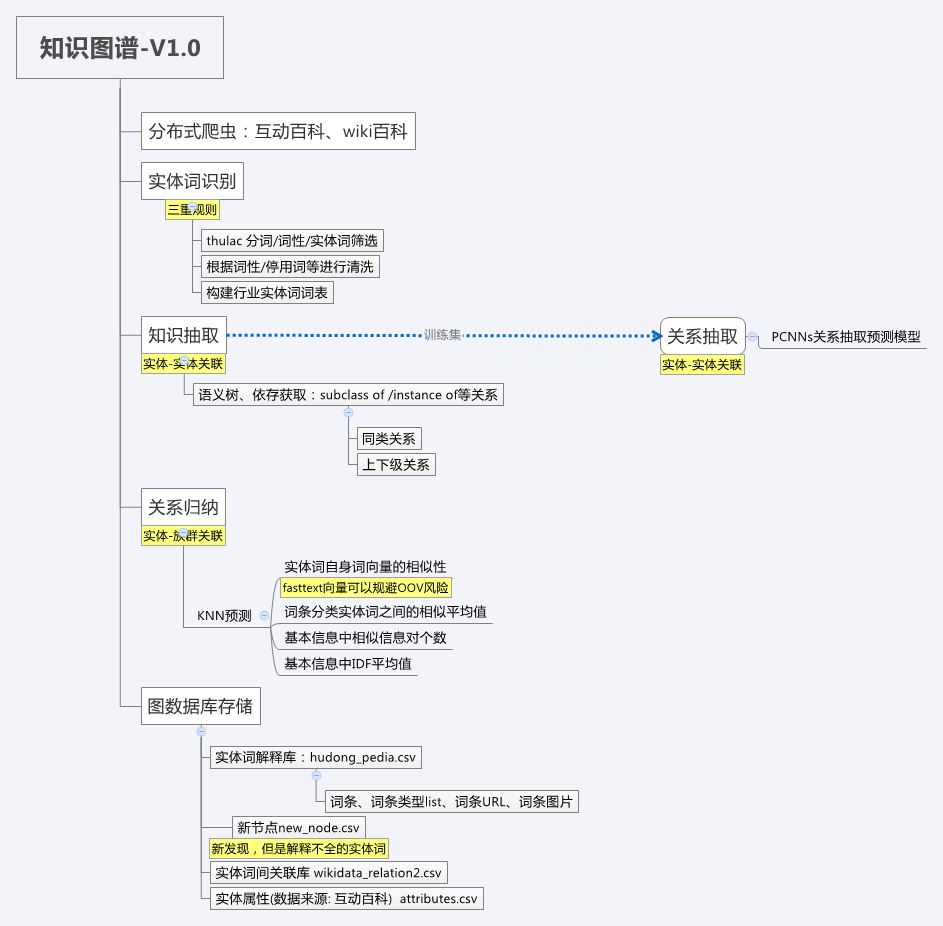 知识图谱-V1.0
分布式爬虫：互动百科、wiki百科
实体词识别
三重规则
thulac 分词/词性/实体词筛选
根据词性/停用词等进行清洗
构建行业实体词词表
知识抽取
训练集
关系抽取
PCNNs关系抽取预测模型
实体-实体关联
实体-实体关联
语义树、依存获取：subclass of /instance of等关系
同类关系
上下级关系
关系归纳
实体-族群关联
实体词自身词向量的相似性
fasttext向量可以规避OOV风险
KNN预测
词条分类实体词之间的相似平均值
基本信息中相似信息对个数
基本信息中IDF平均值
图数据库存储
实体词解释库：hudong_pedia.csv
词条、词条类型list、词条URL、词条图片
新节点new_node.csv
新发现，但是解释不全的实体词
实体词间关联库 wikidata_relation2.csv
实体属性(数据来源: 互动百科) attributes.csv